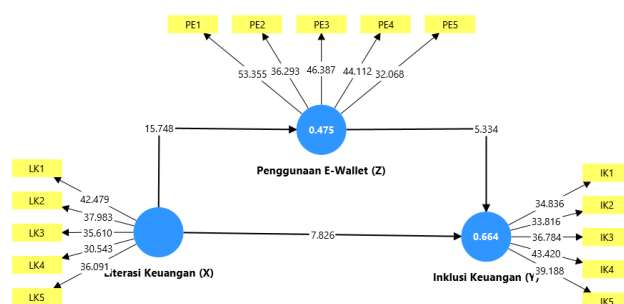 PE1 PE2 PE3 PE4 PE5
53.355 36.293 46.387 44.112 32.068
15.748 0.475 5.334
Penggunaan E-Wallet (Z)
LK1
LK2
LK3
LK4
LK5
42.479
37.983
35.610
30.543
36.091
Literasi Keuangan (X)
7.826
0.664
Inklusi Keuangan (Y)
34.836
33.816
36.784
43.420
39.188
IK1
IK2
IK3
IK4
IK5